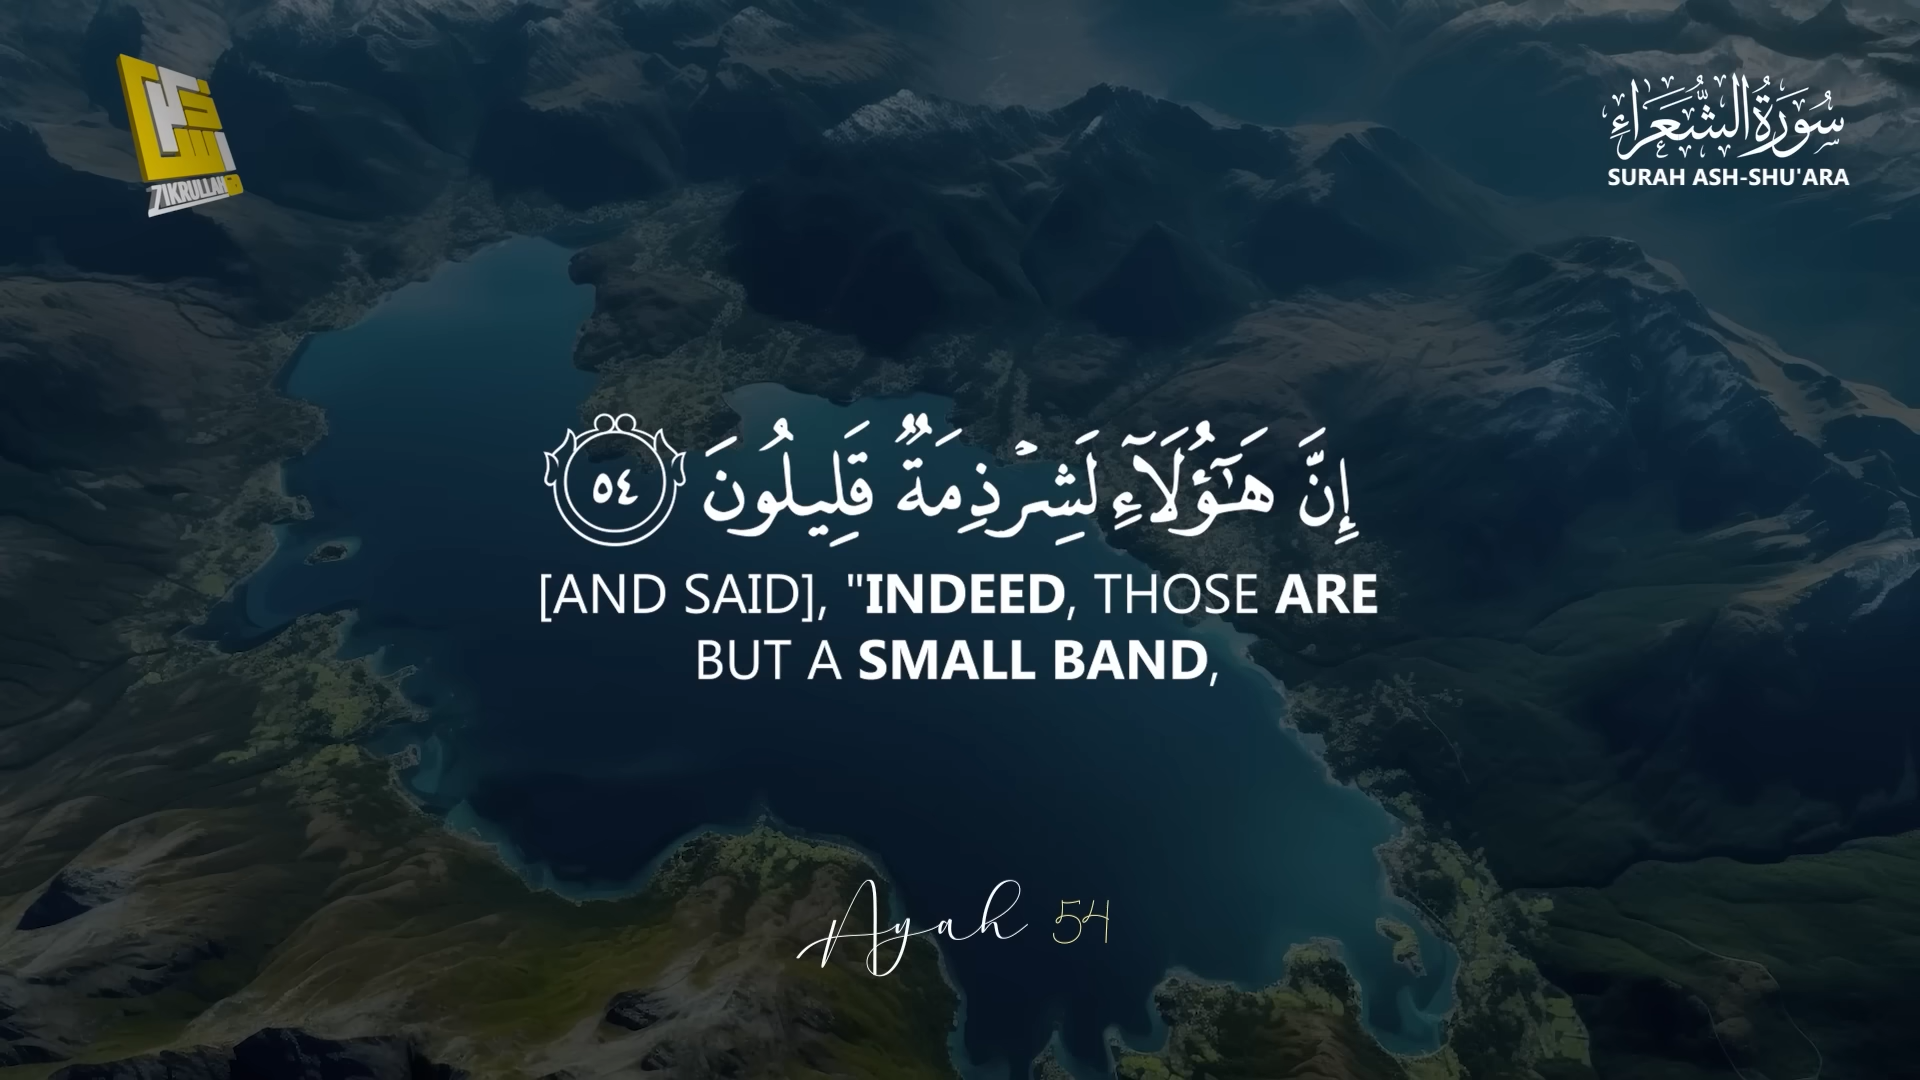 ZIKRULLAH
سُورَةُ الشُّعَرَاءِ
SURAH ASH-SHU'ARA
إِنَّ هَٰٓؤُلَآءِ لَشِرْذِمَةٌ قَلِيلُونَ ٥٤
[AND SAID], "INDEED, THOSE ARE
BUT A SMALL BAND,
Ayah 54